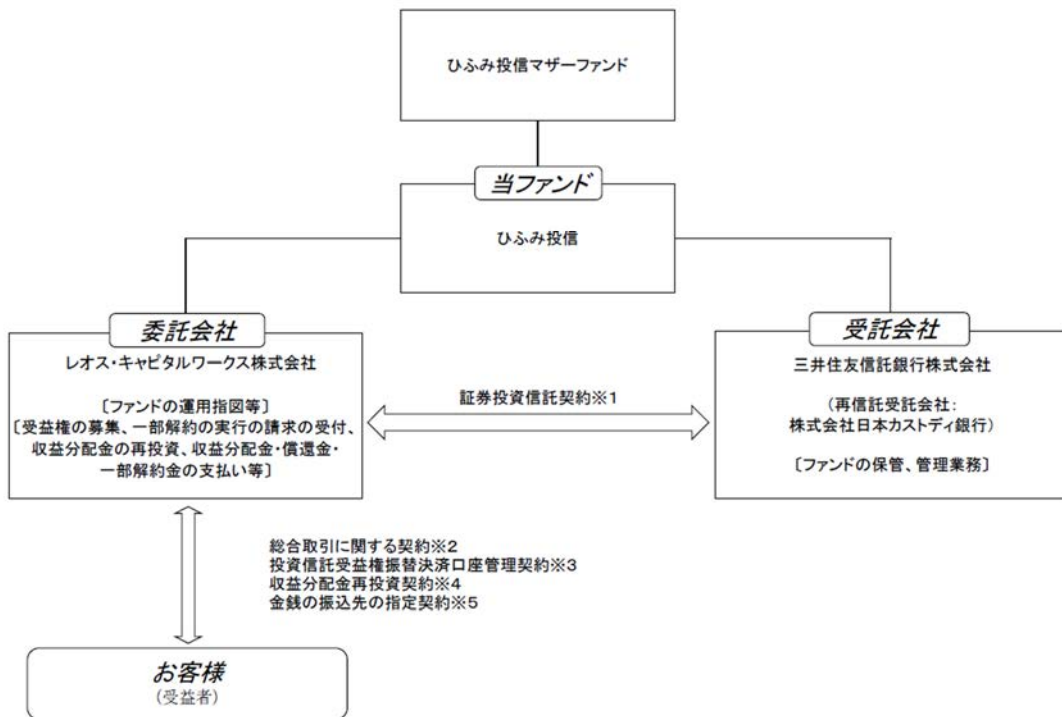 ひふみ投信マザーファンド
当ファンド
ひふみ投信
委託会社
レオス・キャピタルワークス株式会社
〔ファンドの運用指図等〕
〔受益権の募集、一部解約の実行の請求の受付、
収益分配金の再投資、収益分配金・償還金・
一部解約金の支払い等〕
証券投資信託契約※1
受託会社
三井住友信託銀行株式会社
(再信託受託会社:
株式会社日本カストディ銀行)
〔ファンドの保管、管理業務〕
総合取引に関する契約※2
投資信託受益権振替決済口座管理契約※3
収益分配金再投資契約※4
金銭の振込先の指定契約※5
お客様
(受益者)